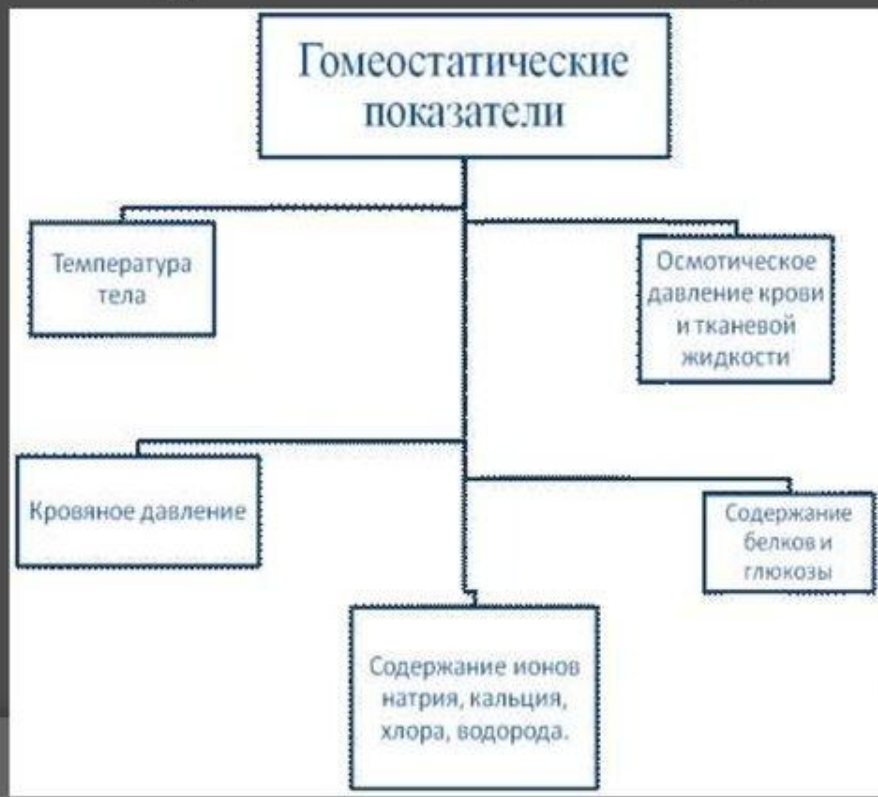 Гомеостатические
показатели
Температура
тела
Осмотическое
давление крови
и тканевой
жидкости
Кровяное давление
Содержание
белков и
глюкозы
Содержание ионов
натрия, кальция,
хлора, водорода.